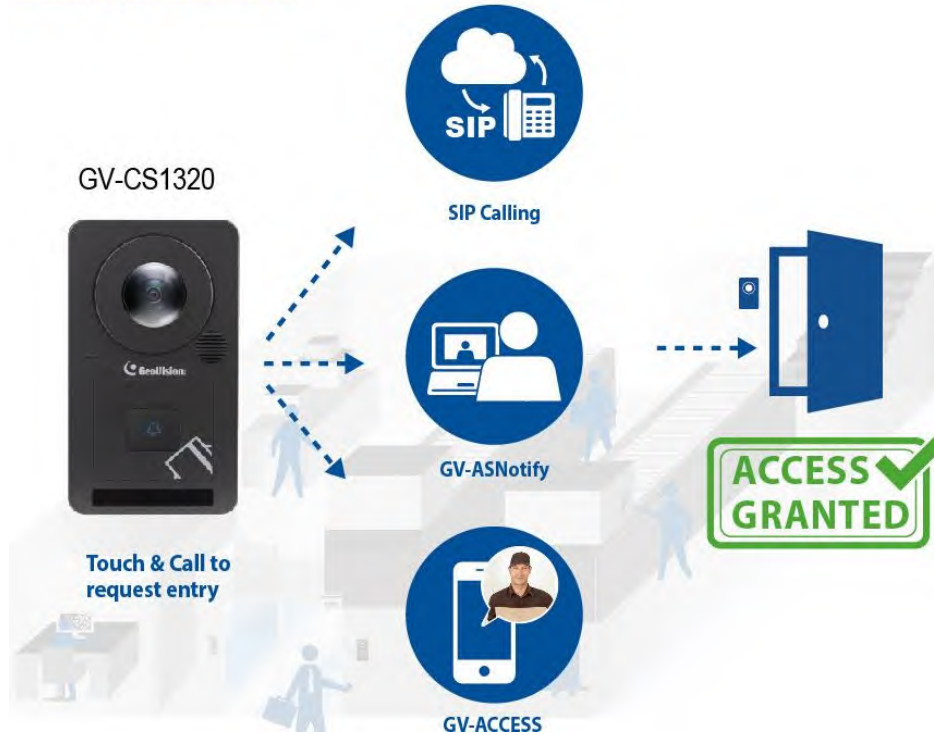 SIP
GV-CS1320
SIP Calling
GeoVision
GV-ASNotify
ACCESS
GRANTED
Touch & Call to
request entry
GV-ACCESS